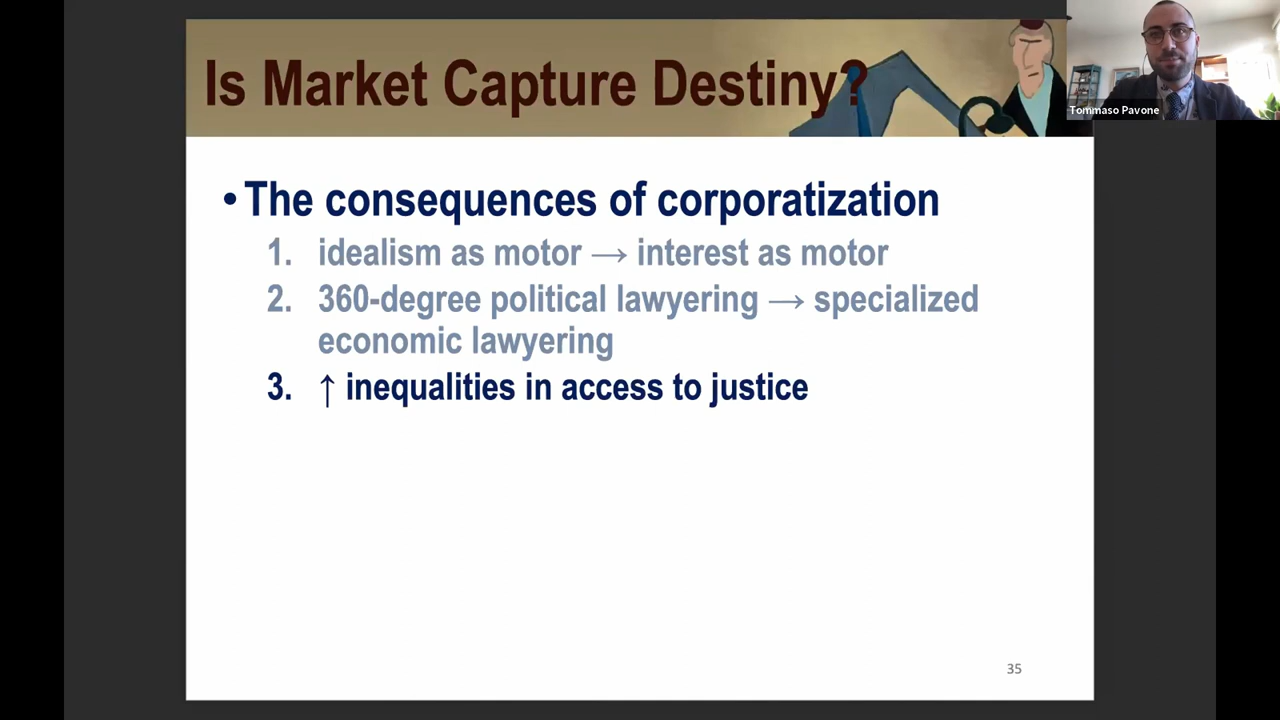 Is Market Capture Destiny?
Tommaso Pavone
• The consequences of corporatization
1. idealism as motor → interest as motor
2. 360-degree political lawyering → specialized
economic lawyering
3. ↑ inequalities in access to justice
35